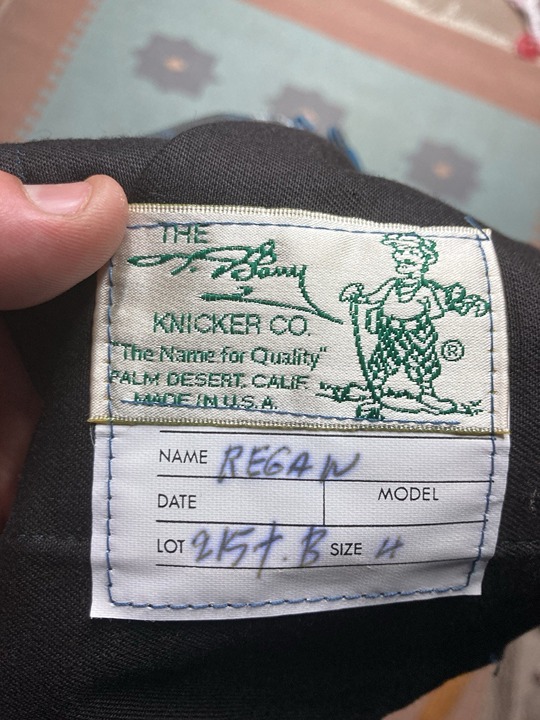 THE
T. Barry
KNICKER CO.
"The Name for Quality"
PALM DESERT, CALIF
MADE IN U.S.A.
®
NAME REGAN
DATE
MODEL
LOT SIZE 4